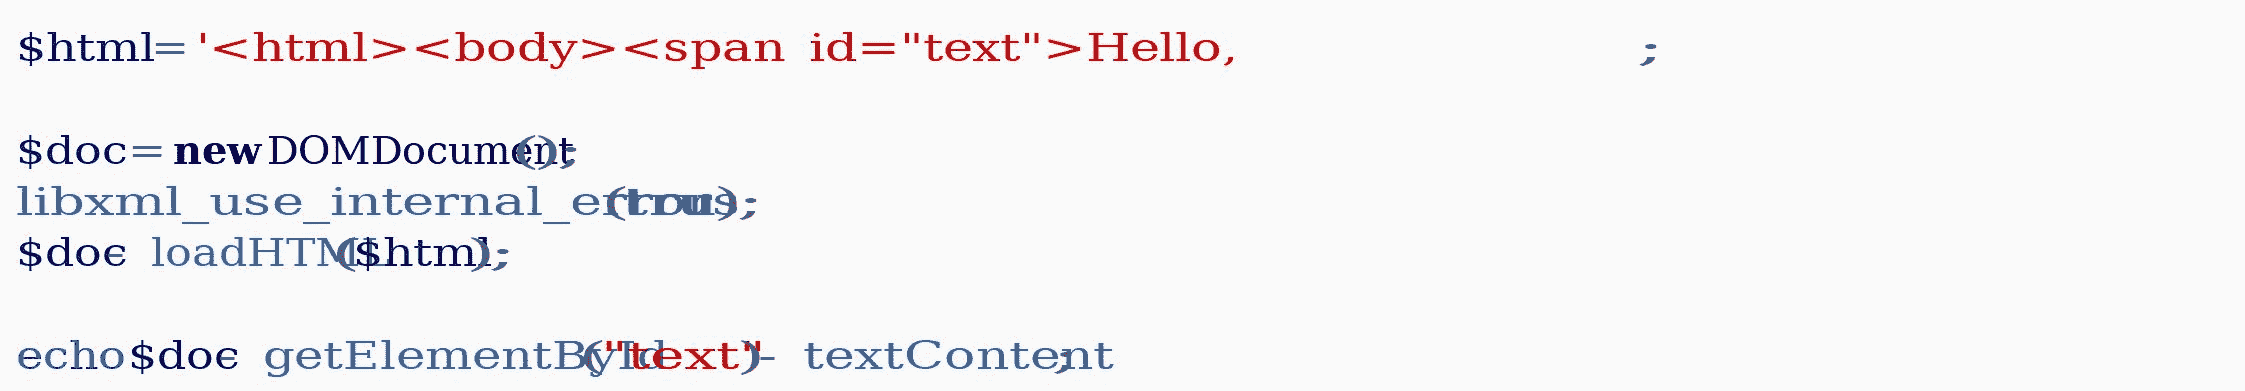 $html= '<html><body><span id="text">Hello, ;
$doc= new DOMDocument();
libxml_use_internal_errors(true);
$doc- loadHTML($html);
echo $doc- getElementById("text")- textContent;